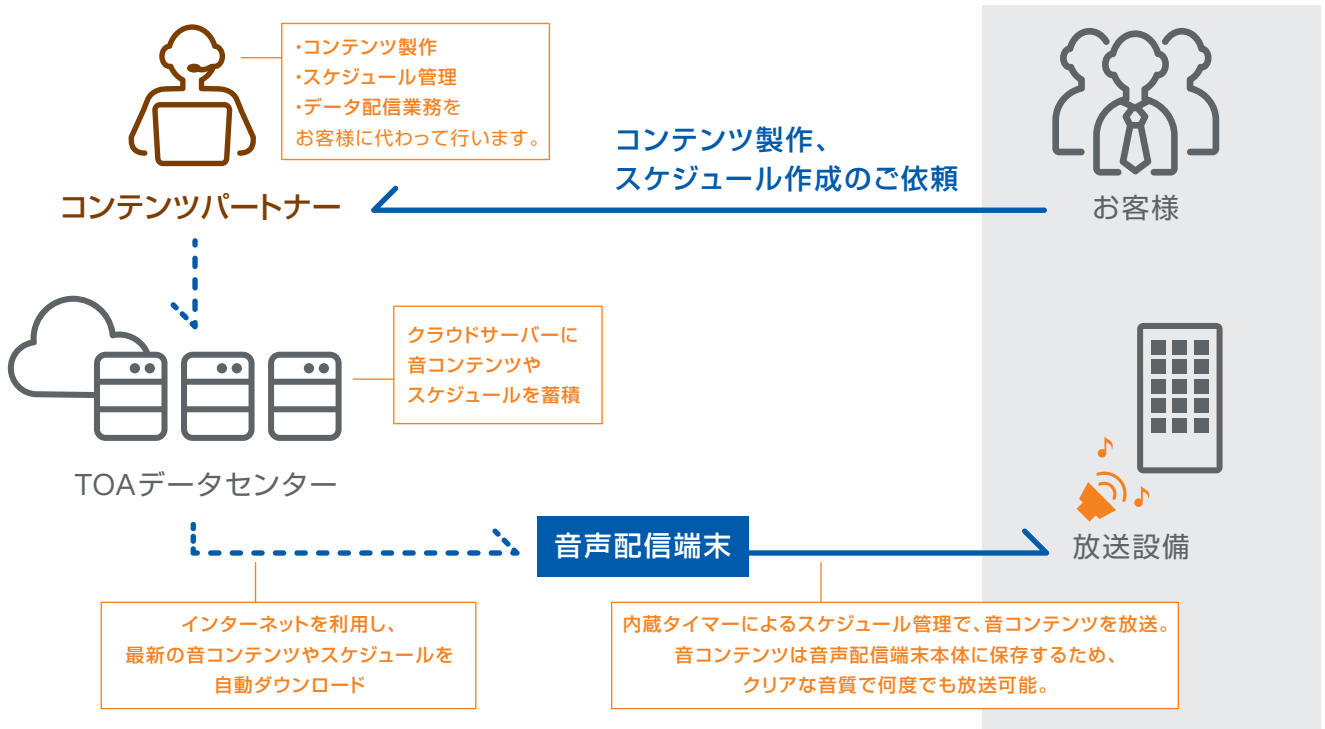 ・コンテンツ製作
・スケジュール管理
・データ配信業務を
お客様に代わって行います。
コンテンツ製作、
スケジュール作成のご依頼
コンテンツパートナー
お客様
クラウドサーバーに
音コンテンツや
スケジュールを蓄積
TOAデータセンター
音声配信端末
放送設備
インターネットを利用し、
最新の音コンテンツやスケジュールを
自動ダウンロード
内蔵タイマーによるスケジュール管理で、音コンテンツを放送。
音コンテンツは音声配信端末本体に保存するため、
クリアな音質で何度でも放送可能。